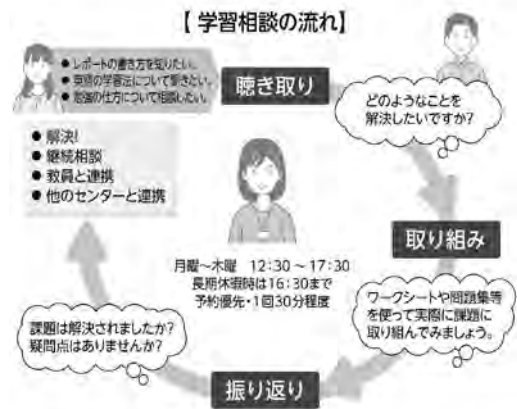 【 学習相談の流れ】
● レポートの書き方を知りたい。
● 英語の学習法について聞きたい。
● 勉強の仕方について相談したい。
聴き取り
どのようなことを
解決したいですか?
取り組み
ワークシートや問題集等
を使って実際に課題に
取り組んでみましょう。
振り返り
課題は解決されましたか?
疑問点はありませんか?
● 解決!
● 継続相談
● 教員と連携
● 他のセンターと連携
月曜~木曜 12:30~17:30
長期休暇時は16:30まで
予約優先・1回30分程度